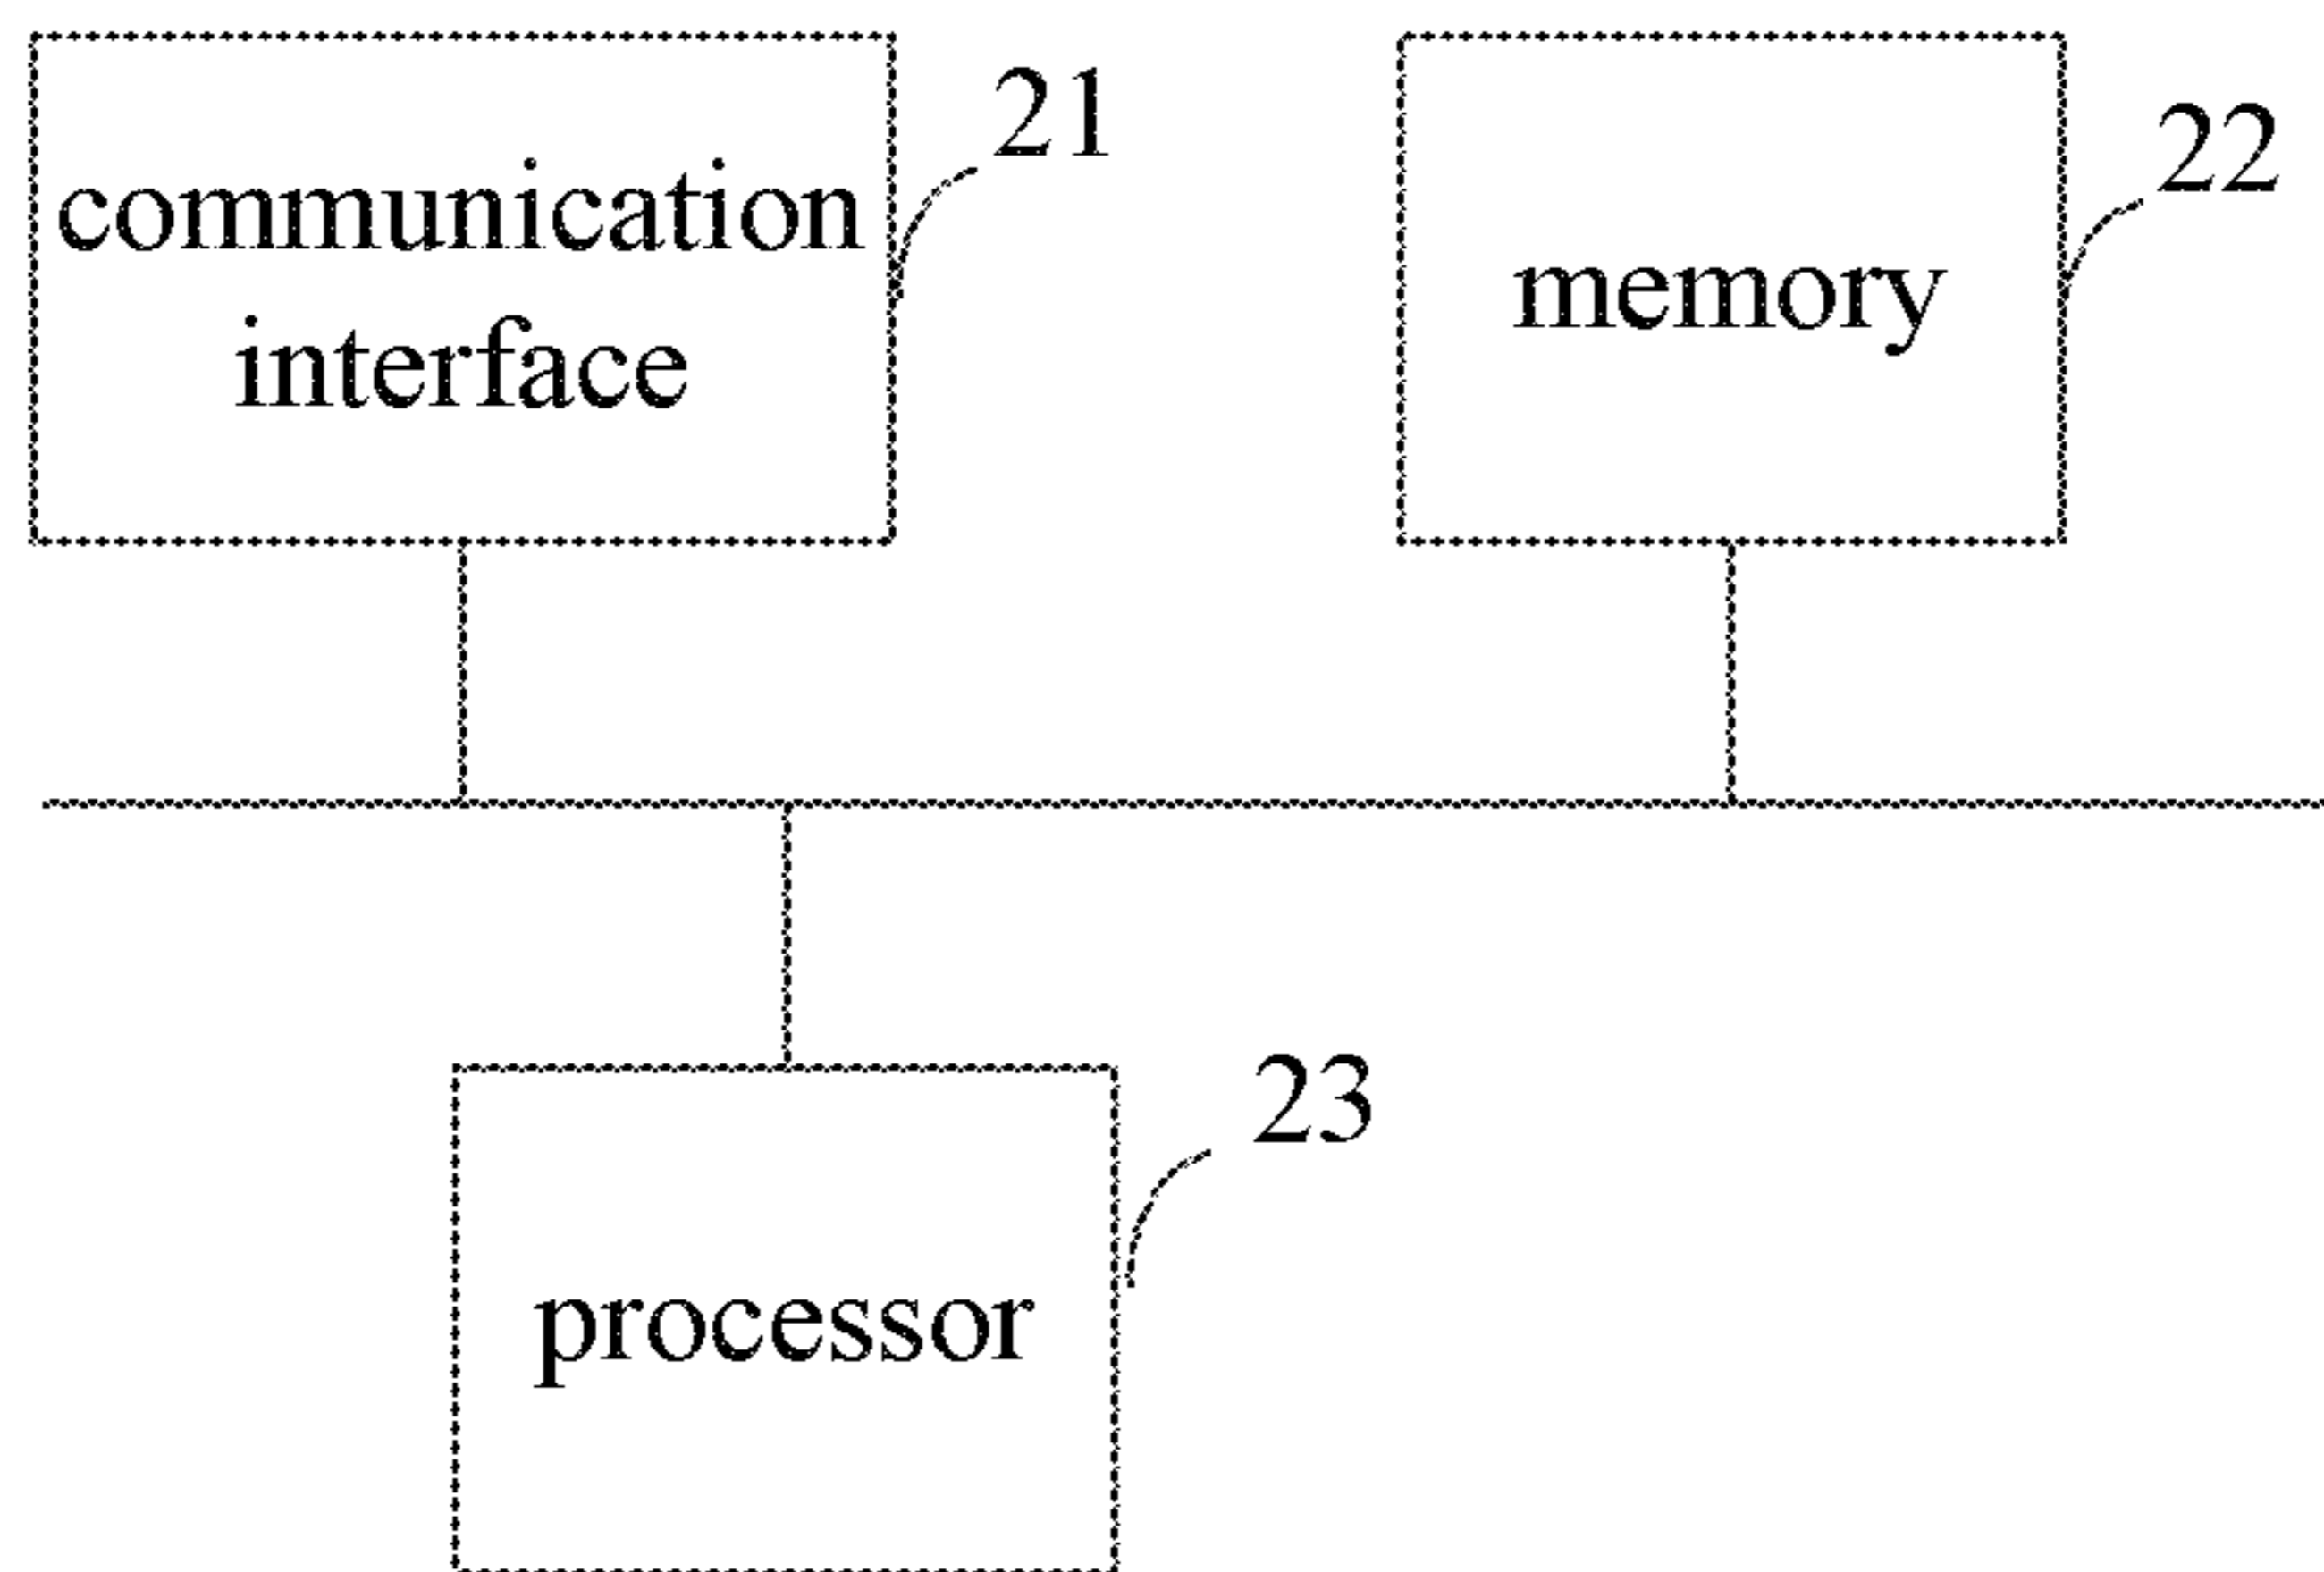 communication
interface
21
memory
22
processor
23